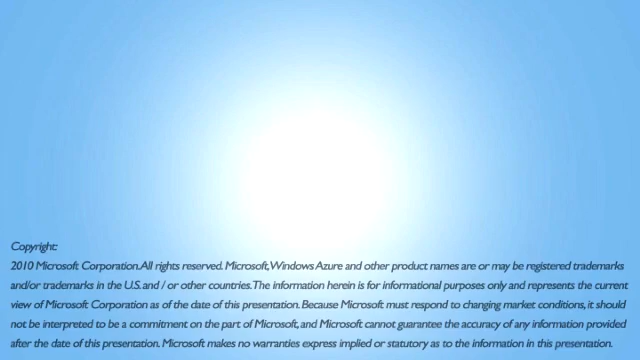 Copyright:
2010 Microsoft Corporation. All rights reserved. Microsoft, Windows Azure and other product names are or may be registered trademarks
and/or trademarks in the U.S. and / or other countries. The information herein is for informational purposes only and represents the current
view of Microsoft Corporation as of the date of this presentation. Because Microsoft must respond to changing market conditions, it should
not be interpreted to be a commitment on the part of Microsoft, and Microsoft cannot guarantee the accuracy of any information provided
after the date of this presentation. Microsoft makes no warranties express implied or statutory as to the information in this presentation.